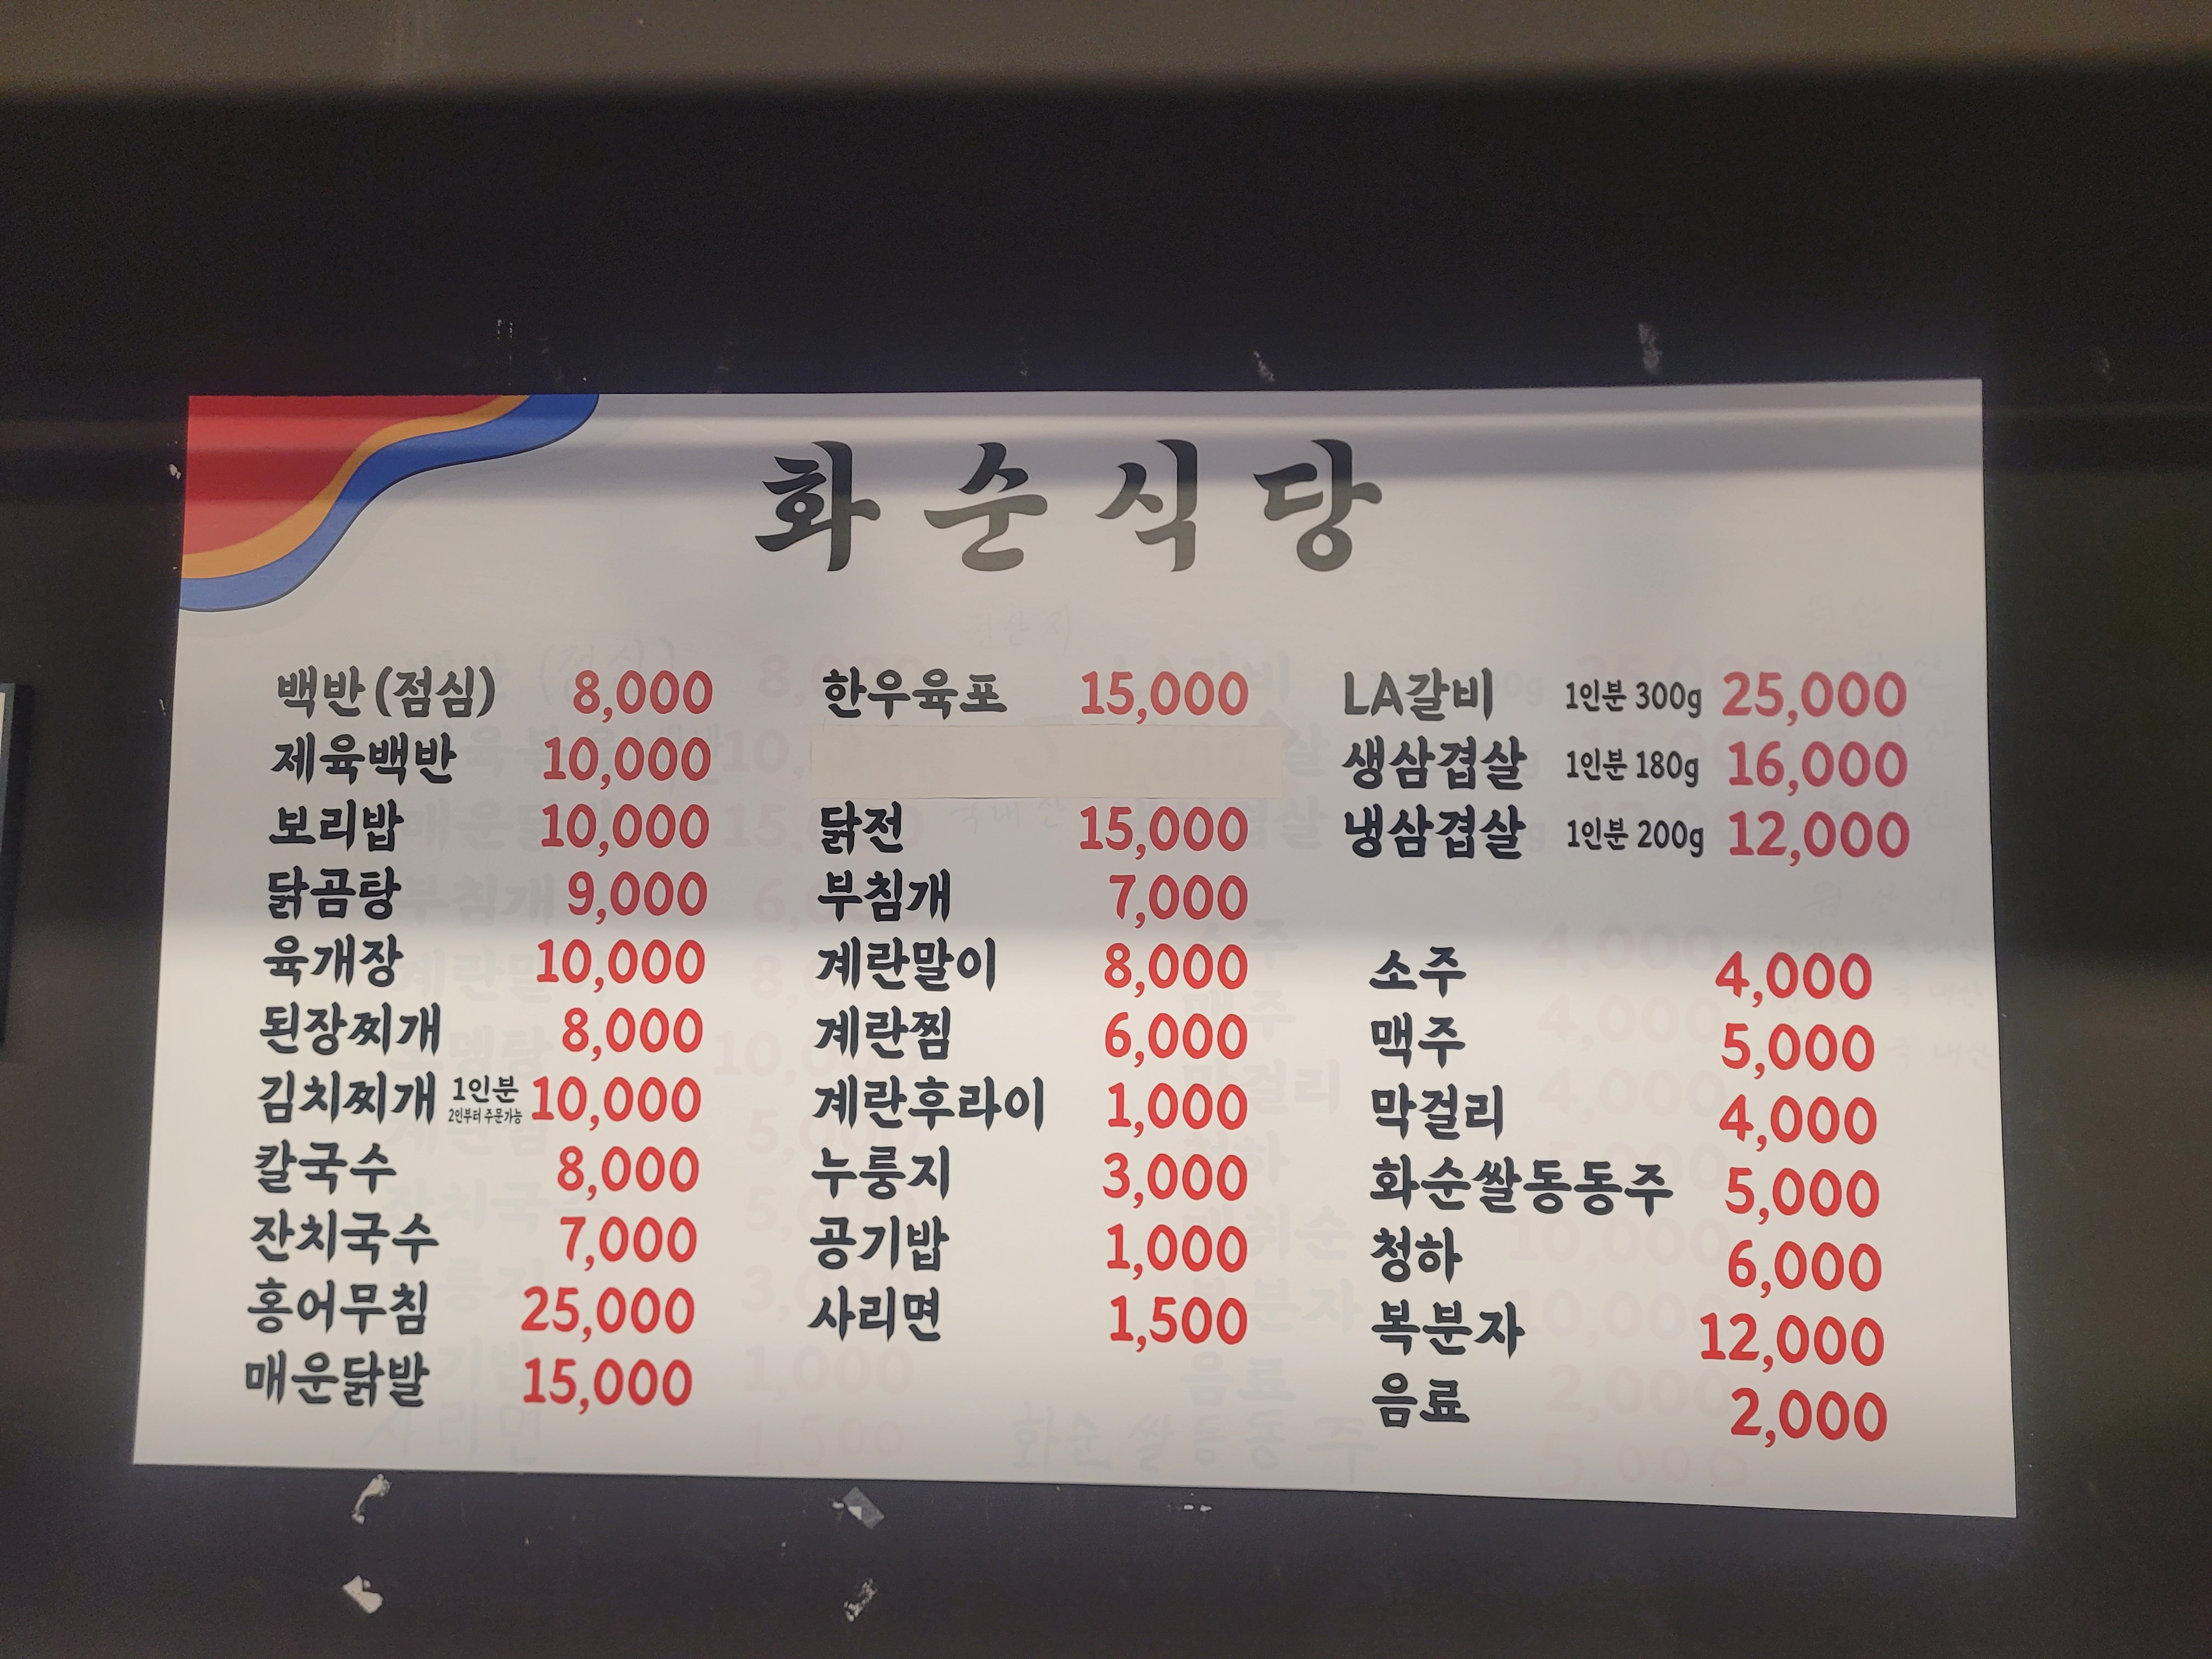 화순식당
백반(점심) 8,000
제육백반 10,000
보리밥 10,000
닭곰탕 9,000
육개장 10,000
된장찌개 8,000
김치찌개 1인분 2인부터 주문가능 10,000
칼국수 8,000
잔치국수 7,000
홍어무침 25,000
매운닭발 15,000
한우육포 15,000
닭전 15,000
부침개 7,000
계란말이 8,000
계란찜 6,000
계란후라이 1,000
누룽지 3,000
공기밥 1,000
사리면 1,500
LA갈비 1인분 300g 25,000
생삼겹살 1인분 180g 16,000
냉삼겹살 1인분 200g 12,000
소주 4,000
맥주 5,000
막걸리 4,000
화순쌀동동주 5,000
청하 6,000
복분자 12,000
음료 2,000